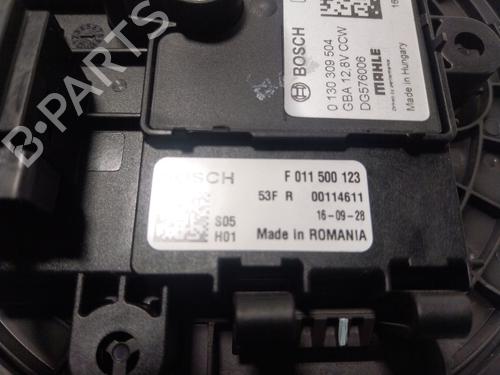 BOSCH
0 130 309 504
GBA 12,8V CCW
DG576006
MAHLE
Made in Hungary
BOSCH
F 011 500 123
53F R 00114611
16-09-28
S05
H01
Made in ROMANIA
B-Parts